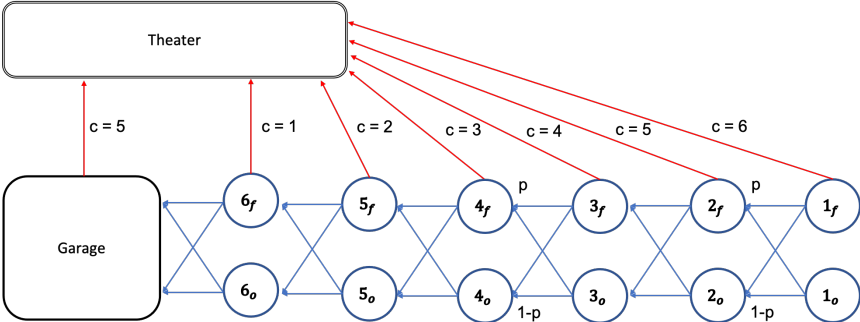 Theater
c = 5
c = 1
c = 2
c = 3
c = 4
c = 5
c = 6
p
p
6f
5f
4f
3f
2f
1f
Garage
6o
5o
4o
3o
2o
1o
1-p
1-p